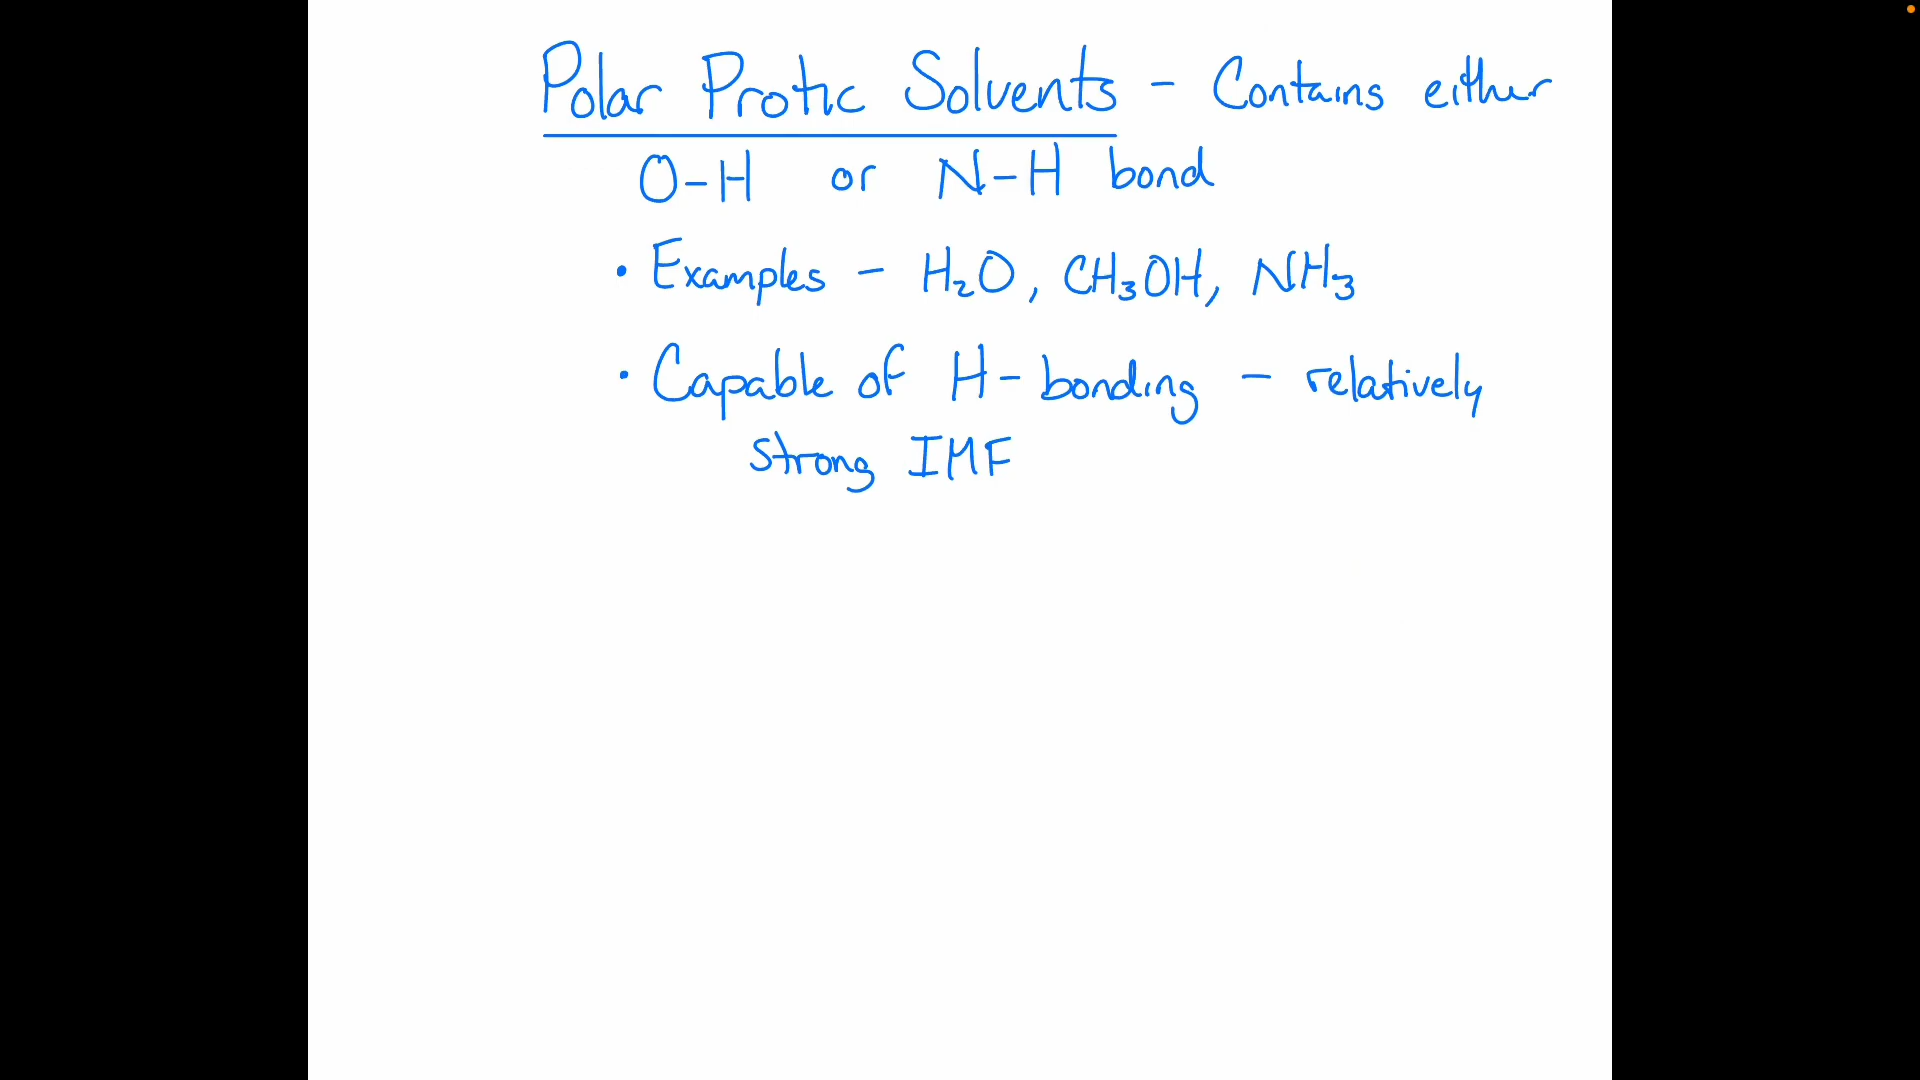 Polar Protic Solvents - Contains either
O-H or N-H bond
• Examples - H₂O, CH₃OH, NH₃
• Capable of H-bonding - relatively
strong IMF